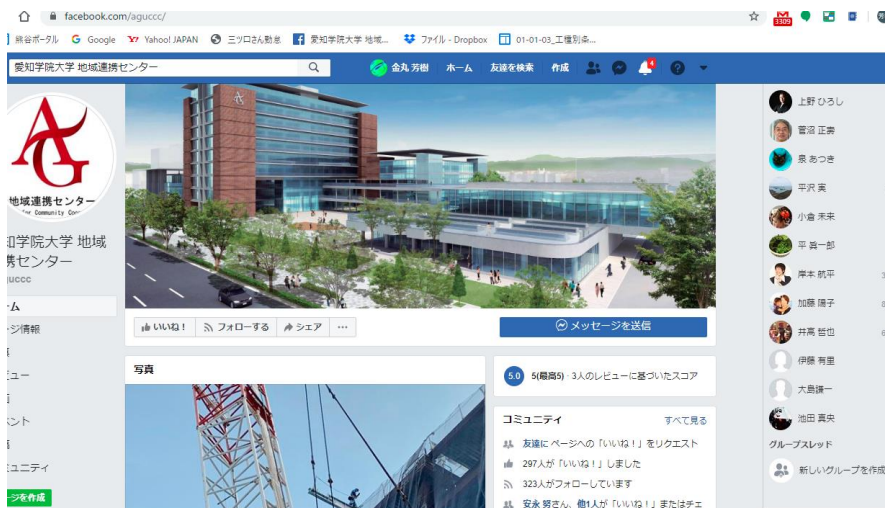 facebook.com/aguccc/
3309
熊谷ポータル
Google
Yahoo! JAPAN
三ツ口さん勤怠
愛知学院大学 地域...
ファイル - Dropbox
01-01-03_工種別条...
愛知学院大学 地域連携センター
金丸 芳樹
ホーム
友達を検索
作成
4
AG
地域連携センター
for Community Co
知学院大学 地域
携センター
uccc
ーム
ージ情報
ュー
ント
ュニティ
ージを作成
いいね！
フォローする
シェア
...
メッセージを送信
写真
5.0 5(最高5) · 3人のレビューに基づいたスコア
コミュニティ すべて見る
友達に ページへの「いいね！」をリクエスト
297人が「いいね！」しました
323人がフォローしています
安永 努さん、他1人が「いいね！」またはチェ
上野 ひろし
菅沼 正壽
泉 あつき
平沢 実
小倉 未来
平 眞一郎
岸本 航平
加藤 陽子
井髙 哲也
伊藤 有里
大島謙一
池田 真央
グループスレッド
新しいグループを作成